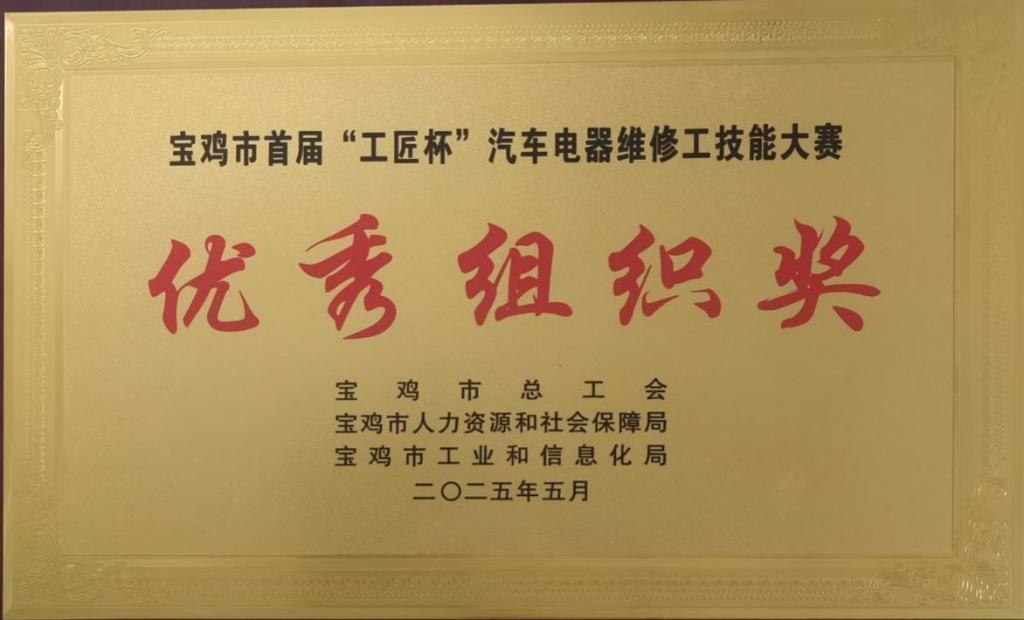 宝鸡市首届“工匠杯”汽车电器维修工技能大赛
优秀组织奖
宝鸡市总工会
宝鸡市人力资源和社会保障局
宝鸡市工业和信息化局
二〇二五年五月